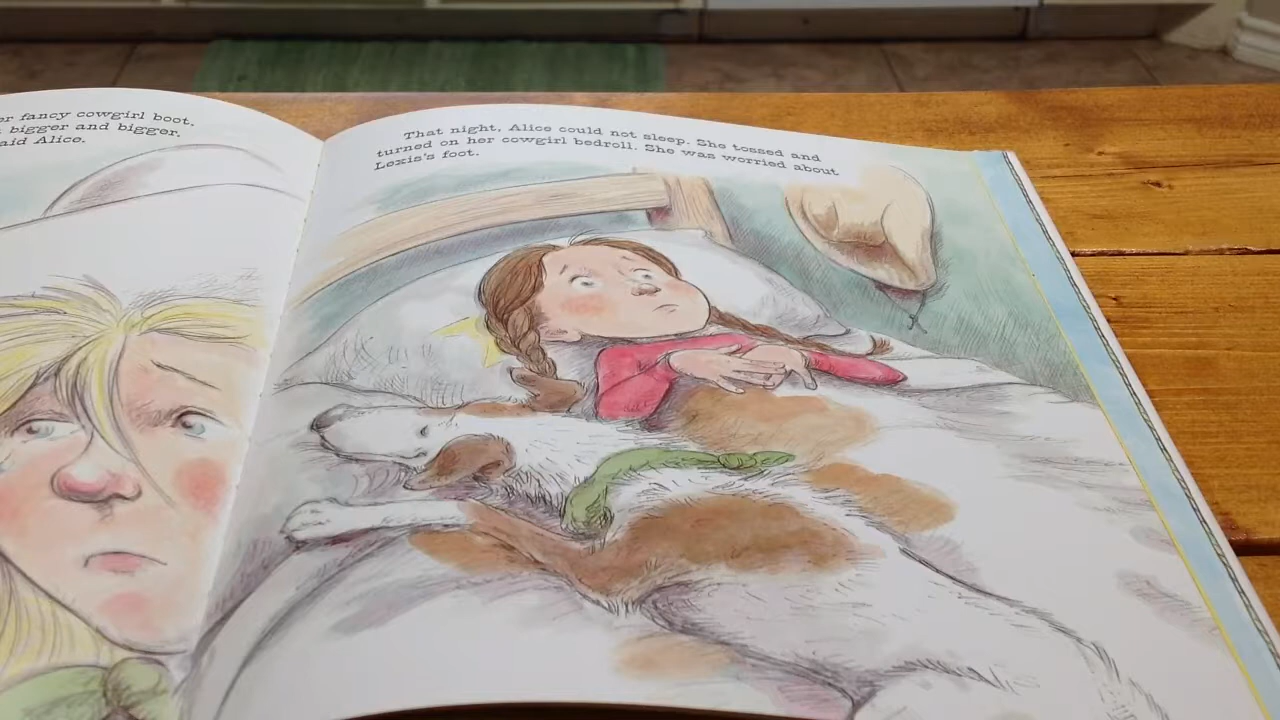 er fancy cowgirl boot.
bigger and bigger.
aid Alice.
That night, Alice could not sleep. She tossed and
turned on her cowgirl bedroll. She was worried about
Lexis's foot.